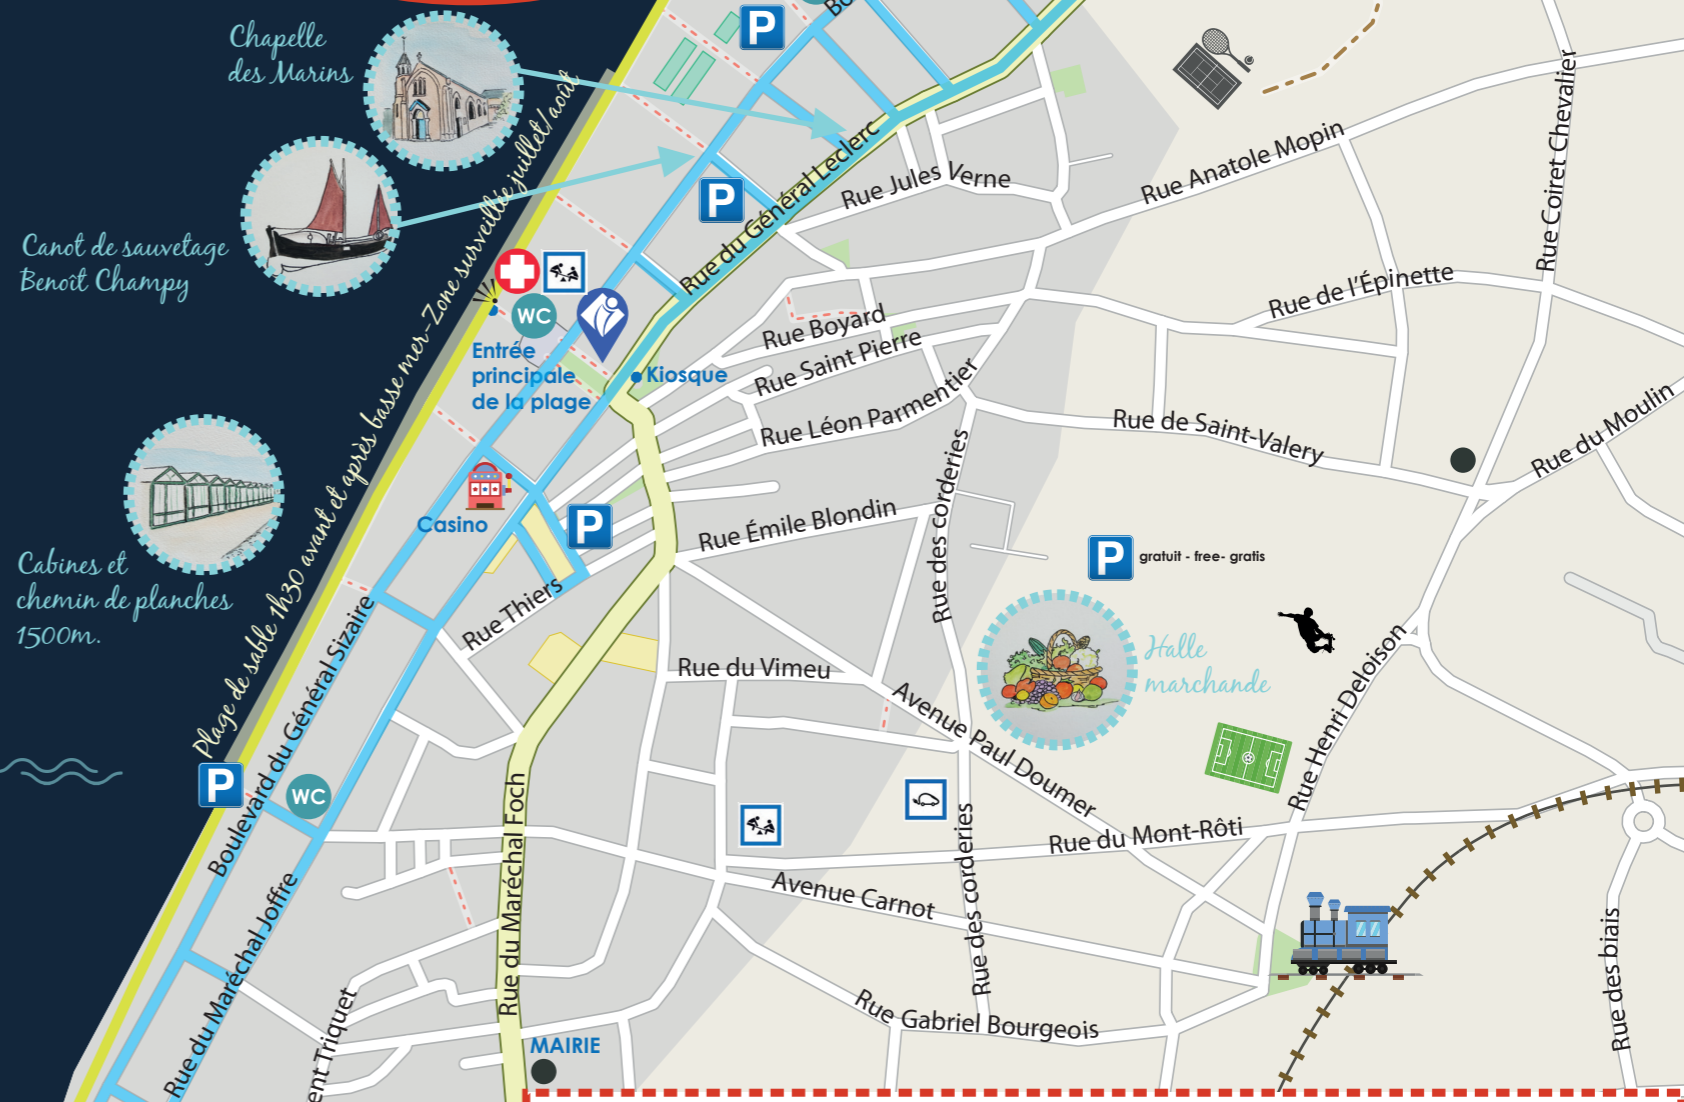 Chapelle
des Marins
Canot de sauvetage
Benoît Champy
Cabines et
chemin de planches
1500m.
Plage de sable 1h30 avant et après basse mer-Zone surveillée juillet/août
P
Bo
P
Rue du Général Leclerc
Rue Jules Verne
Rue Anatole Mopin
Rue Coiret Chevalier
Rue de l'Épinette
WC
Entrée
principale
de la plage
Kiosque
Rue Boyard
Rue Saint Pierre
Rue Léon Parmentier
Rue de Saint-Valery
Rue du Moulin
Casino
P
Rue Émile Blondin
Rue des corderies
P gratuit - free- gratis
Rue Thiers
Halle
marchande
Rue du Vimeu
Avenue Paul Doumer
Rue Henri Deloison
Boulevard du Général Sizaire
P
WC
Rue du Maréchal Foch
Rue du Mont-Rôti
Rue des corderies
Avenue Carnot
Rue du Maréchal Joffre
Rue des biais
Rue Gabriel Bourgeois
ent Triquet
MAIRIE